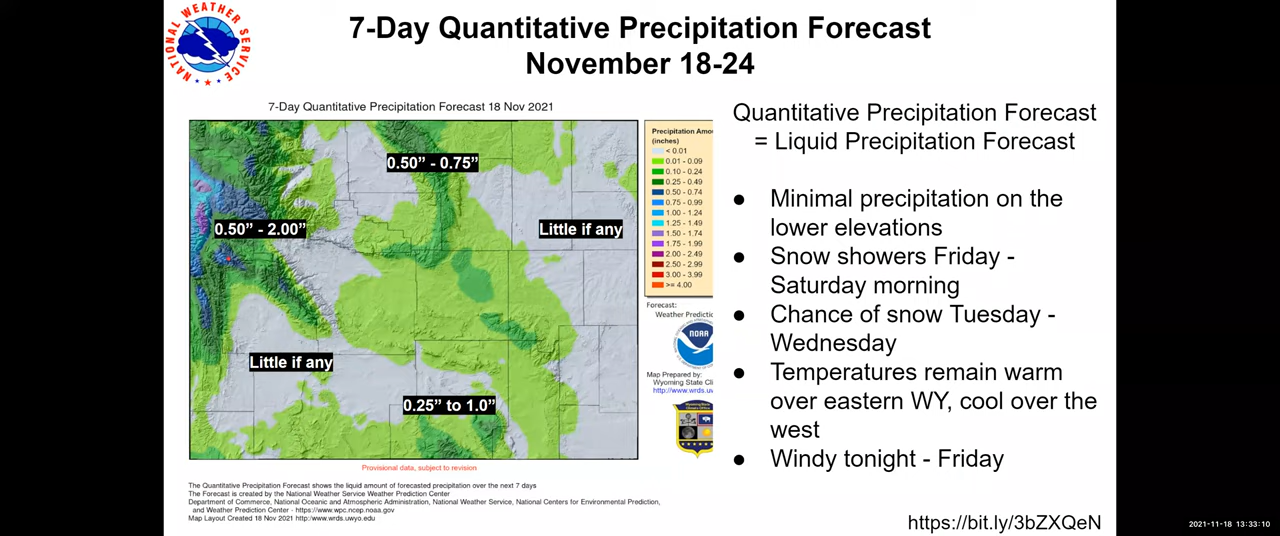 7-Day Quantitative Precipitation Forecast
November 18-24
NATIONAL WEATHER SERVICE
7-Day Quantitative Precipitation Forecast 18 Nov 2021
0.50” - 0.75”
0.50” - 2.00”
Little if any
Little if any
0.25” to 1.0”
Precipitation Amo
(inches)
< 0.01
0.01 - 0.09
0.10 - 0.24
0.25 - 0.49
0.50 - 0.74
0.75 - 0.99
1.00 - 1.24
1.25 - 1.49
1.50 - 1.74
1.75 - 1.99
2.00 - 2.49
2.50 - 2.99
3.00 - 3.99
>= 4.00
Forecast:
Weather Predictio
NOAA
Map Prepared by:
Wyoming State Cli
http://www.wrds.uw
Provisional data, subject to revision
The Quantitative Precipitation Forecast shows the liquid amount of forecasted precipitation over the next 7 days
The Forecast is created by the National Weather Service Weather Prediction Center
Department of Commerce, National Oceanic and Atmospheric Administration, National Weather Service, National Centers for Environmental Prediction,
and Weather Prediction Center - https://www.wpc.ncep.noaa.gov
Map Layout Created 18 Nov 2021 http:/www.wrds.uwyo.edu
Quantitative Precipitation Forecast
= Liquid Precipitation Forecast
● Minimal precipitation on the
lower elevations
● Snow showers Friday -
Saturday morning
● Chance of snow Tuesday -
Wednesday
● Temperatures remain warm
over eastern WY, cool over the
west
● Windy tonight - Friday
https://bit.ly/3bZXQeN
2021-11-18 13:33:10